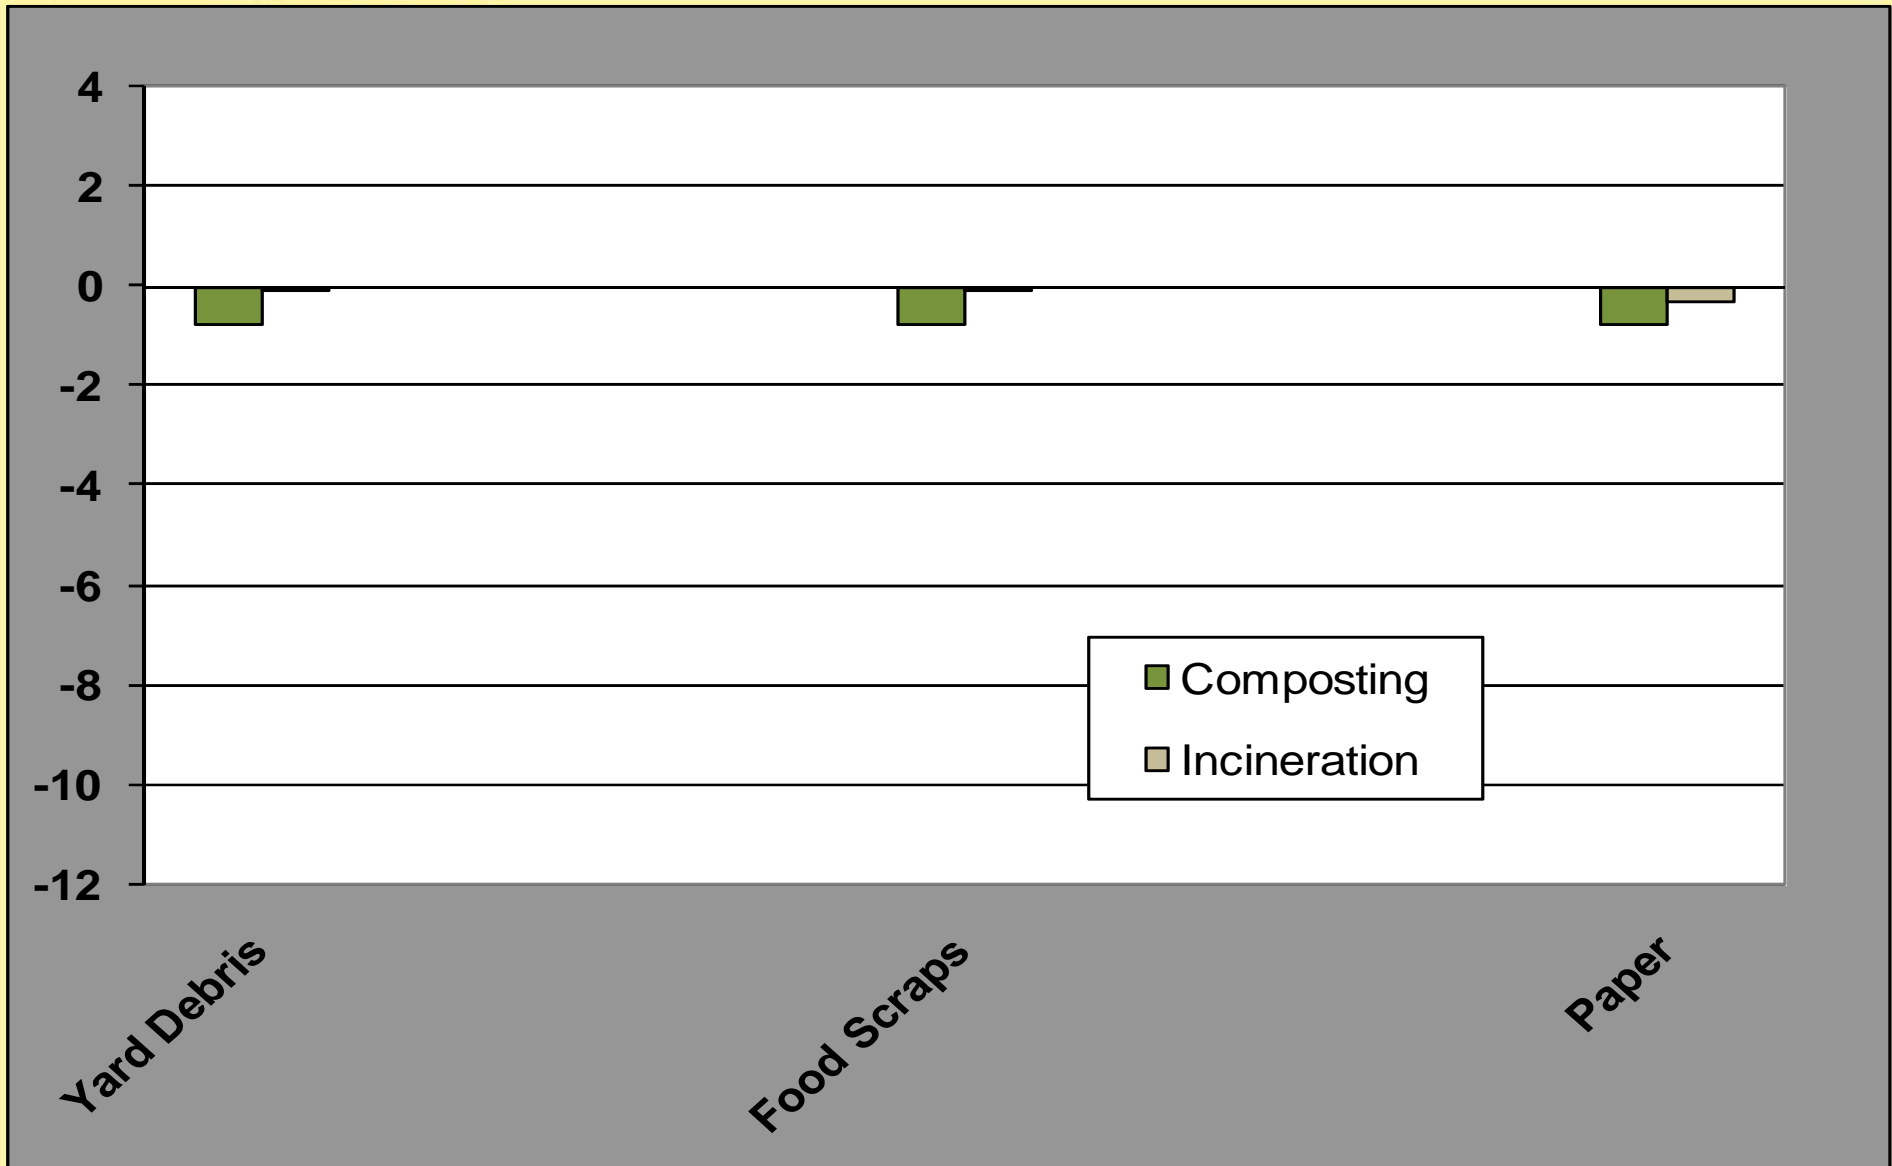 4
2
0
-2
-4
-6
-8
-10
-12
Composting
Incineration
Yard Debris
Food Scraps
Paper